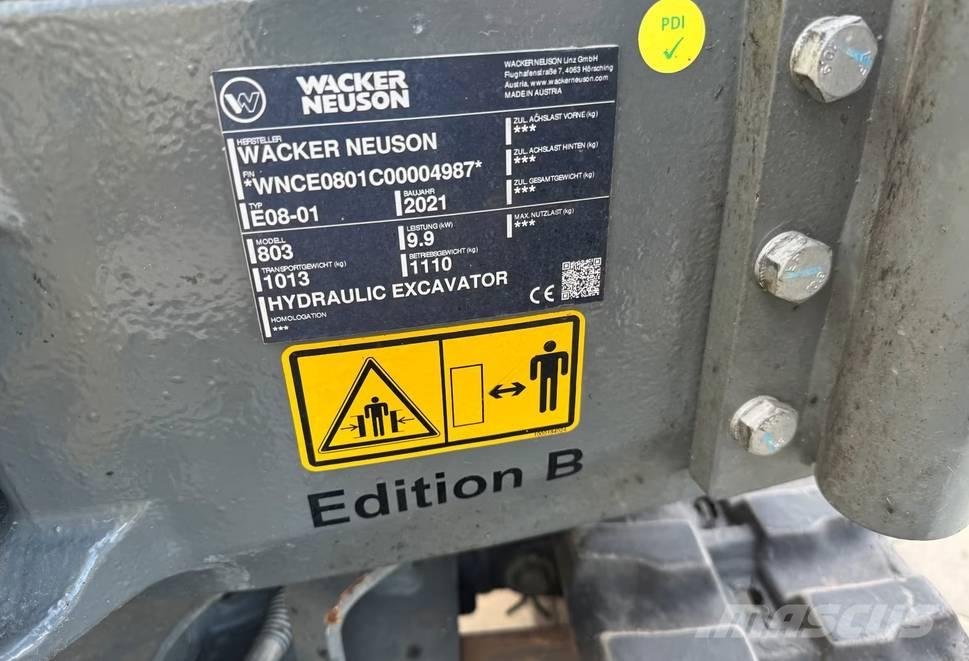 PDI
WACKER
NEUSON
WACKER NEUSON Linz GmbH
Flughafenstraße 7, 4063 Hörsching
Austria, www.wackerneuson.com
MADE IN AUSTRIA
HERSTELLER
WACKER NEUSON
FIN
*WNCE0801C00004987*
TYP
E08-01
BAUJAHR
2021
MODELL
803
LEISTUNG (kW)
9.9
TRANSPORTGEWICHT (kg)
1013
BETRIEBSGEWICHT (kg)
1110
HYDRAULIC EXCAVATOR
HOMOLOGATION
***
ZUL. ACHSLAST VORNE (kg)
***
ZUL. ACHSLAST HINTEN (kg)
***
ZUL. GESAMTGEWICHT (kg)
***
MAX. NUTZLAST (kg)
***
CE
Edition B
MASCUS